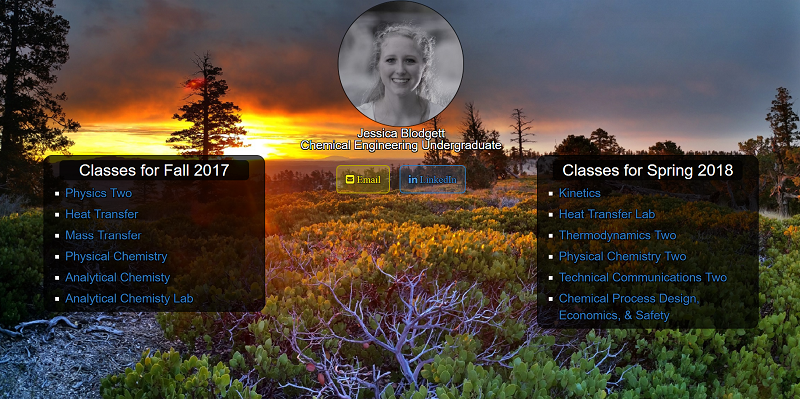 Jessica Blodgett
Chemical Engineering Undergraduate
Email
LinkedIn
Classes for Fall 2017
Physics Two
Heat Transfer
Mass Transfer
Physical Chemistry
Analytical Chemisty
Analytical Chemisty Lab
Classes for Spring 2018
Kinetics
Heat Transfer Lab
Thermodynamics Two
Physical Chemistry Two
Technical Communications Two
Chemical Process Design,
Economics, & Safety